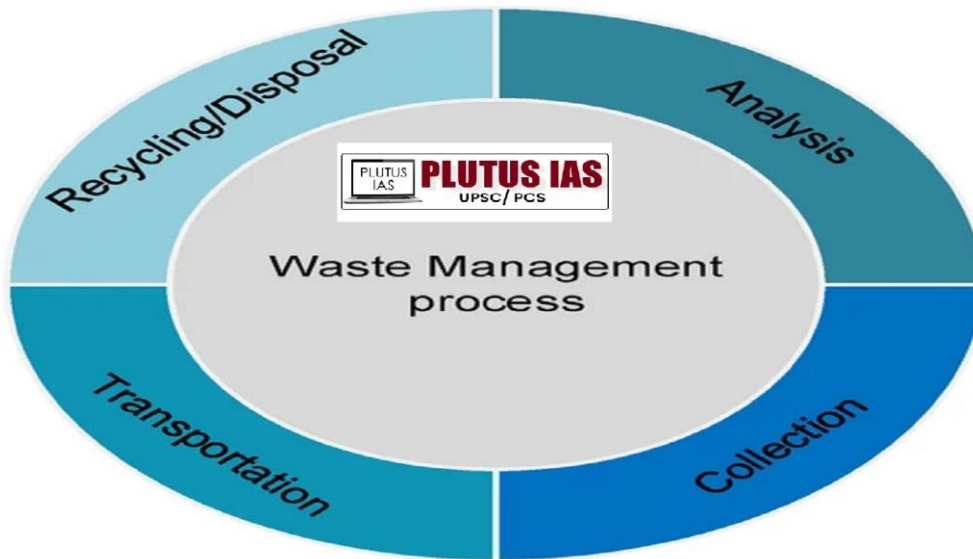 Recycling/Disposal
Analysis
PLUTUS
IAS
PLUTUS IAS
UPSC/ PCS
Waste Management
process
Transportation
Collection